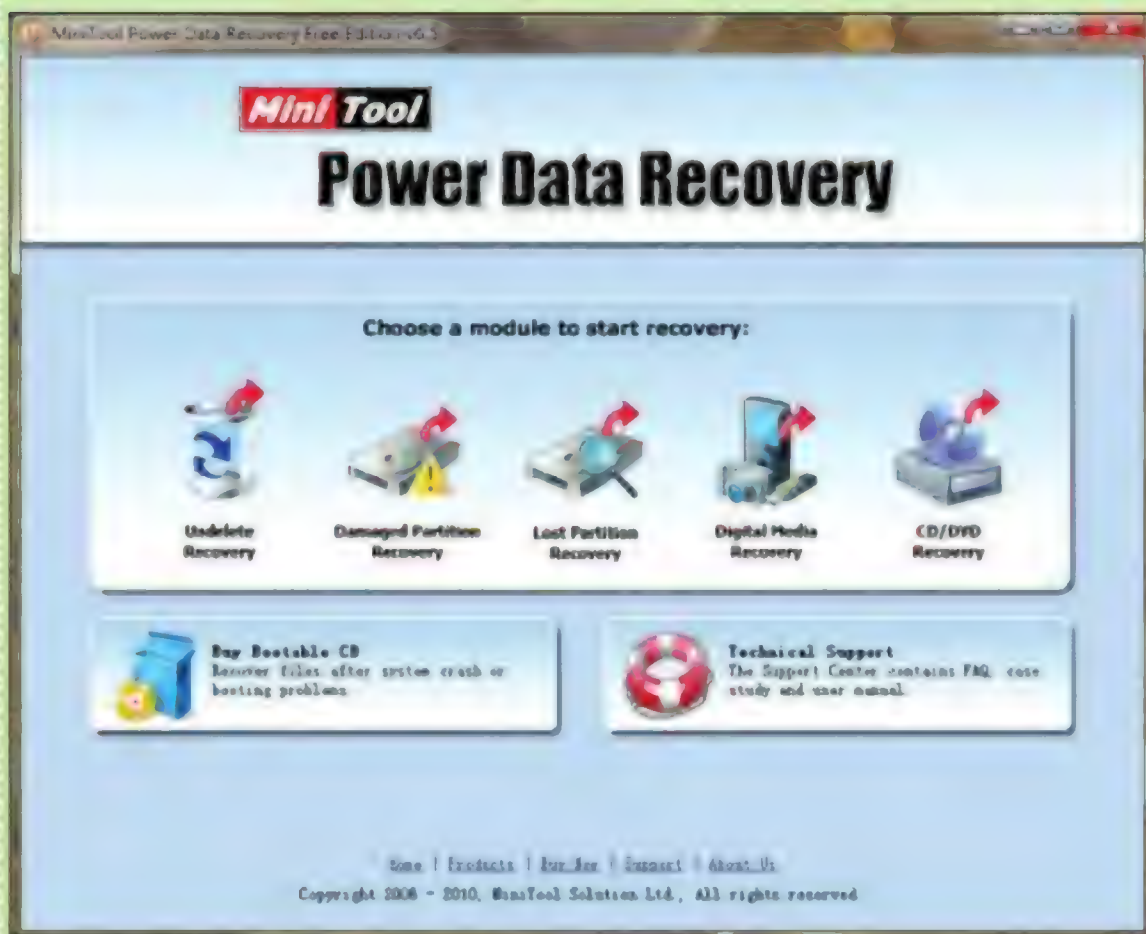 MiniTool Power Data Recovery Free Edition v6.5
Mini Tool
Power Data Recovery
Choose a module to start recovery:
Undelete
Recovery
Damaged Partition
Recovery
Lost Partition
Recovery
Digital Media
Recovery
CD/DVD
Recovery
Buy Bootable CD
Recover files after system crash or
booting problems
Technical Support
The Support Center contains FAQ, case
study and user manual
Home | Products | Buy Now | Support | About Us
Copyright 2006 - 2010, MiniTool Solution Ltd., All rights reserved